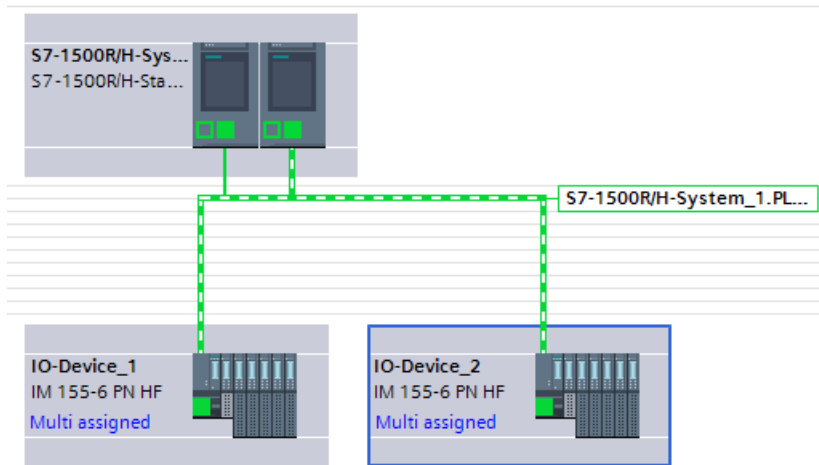 S7-1500R/H-Sys...
S7-1500R/H-Sta...
S7-1500R/H-System_1.PL...
IO-Device_1
IM 155-6 PN HF
Multi assigned
IO-Device_2
IM 155-6 PN HF
Multi assigned